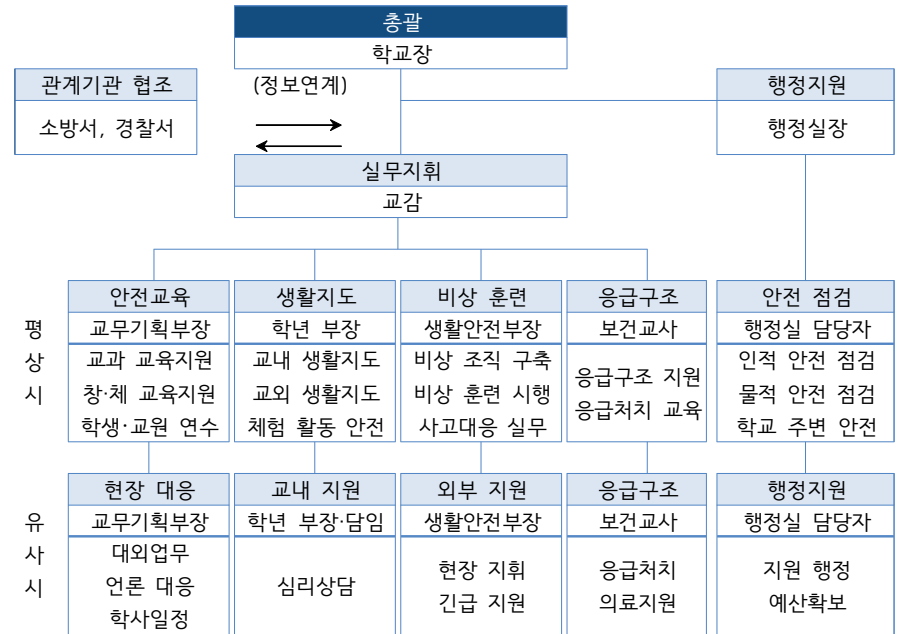 총괄
학교장
관계기관 협조
소방서, 경찰서
(정보연계)
행정지원
행정실장
실무지휘
교감
평상시
안전교육
교무기획부장
교과 교육지원
창·체 교육지원
학생·교원 연수
생활지도
학년 부장
교내 생활지도
교외 생활지도
체험 활동 안전
비상 훈련
생활안전부장
비상 조직 구축
비상 훈련 시행
사고대응 실무
응급구조
보건교사
응급구조 지원
응급처치 교육
안전 점검
행정실 담당자
인적 안전 점검
물적 안전 점검
학교 주변 안전
유사시
현장 대응
교무기획부장
대외업무
언론 대응
학사일정
교내 지원
학년 부장·담임
심리상담
외부 지원
생활안전부장
현장 지휘
긴급 지원
응급구조
보건교사
응급처치
의료지원
행정지원
행정실 담당자
지원 행정
예산확보